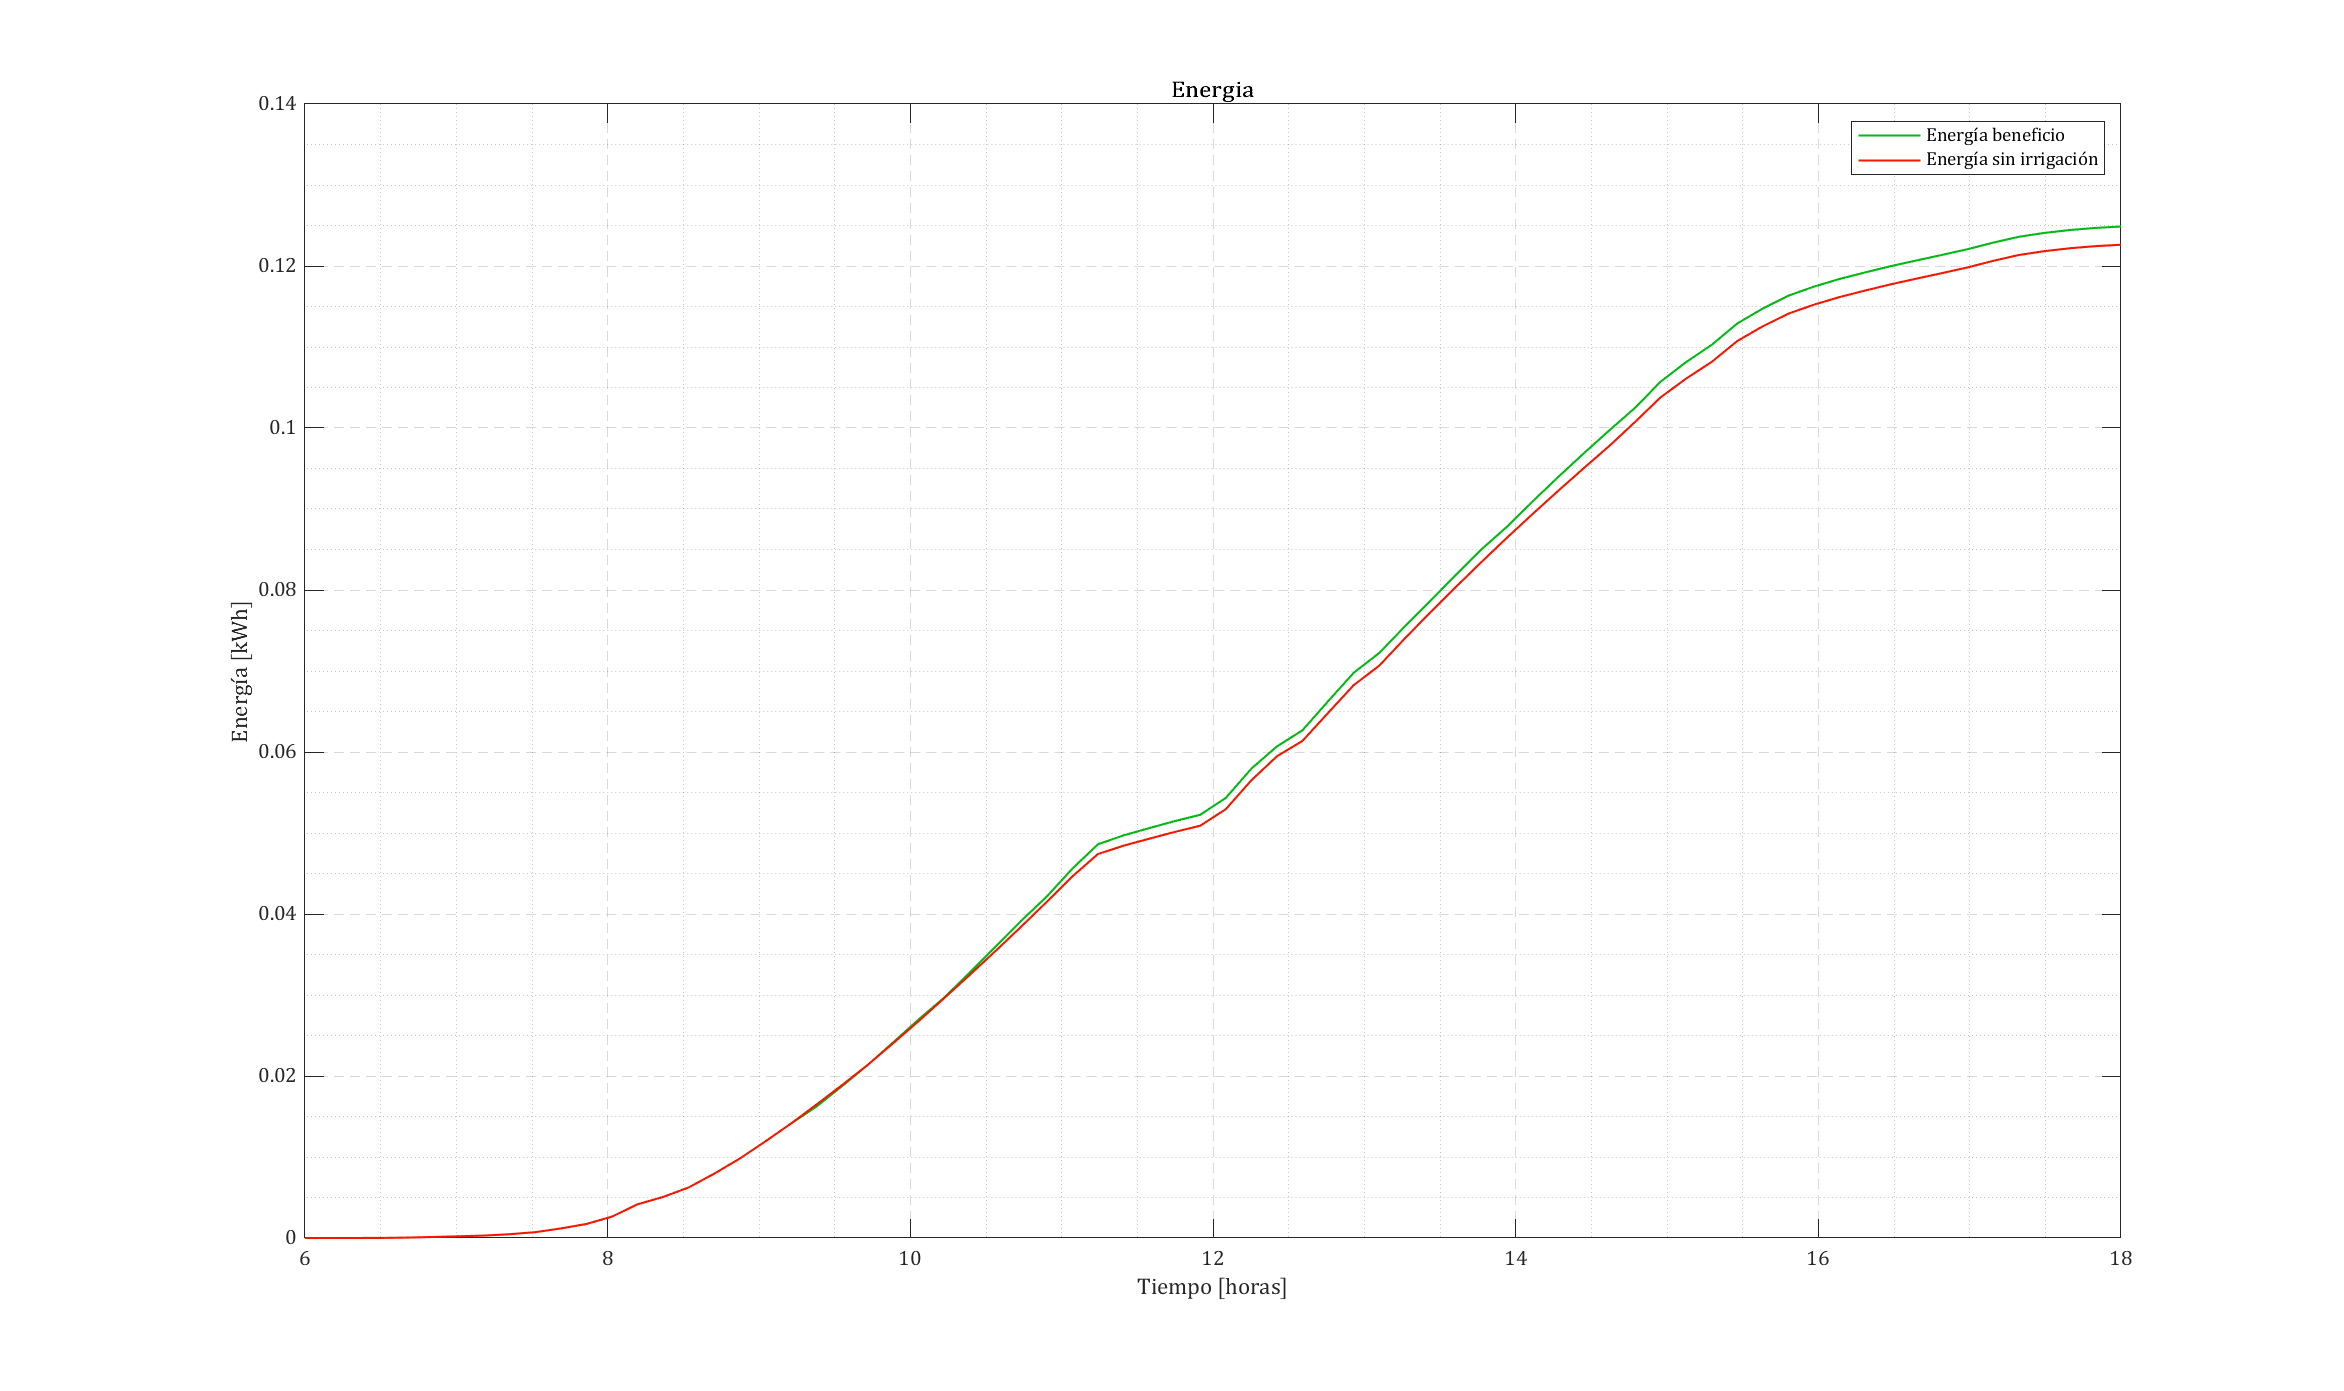 Energia
0.14
0.12
0.1
0.08
0.06
0.04
0.02
0
Energía [kWh]
Energía beneficio
Energía sin irrigación
6 8 10 12 14 16 18
Tiempo [horas]